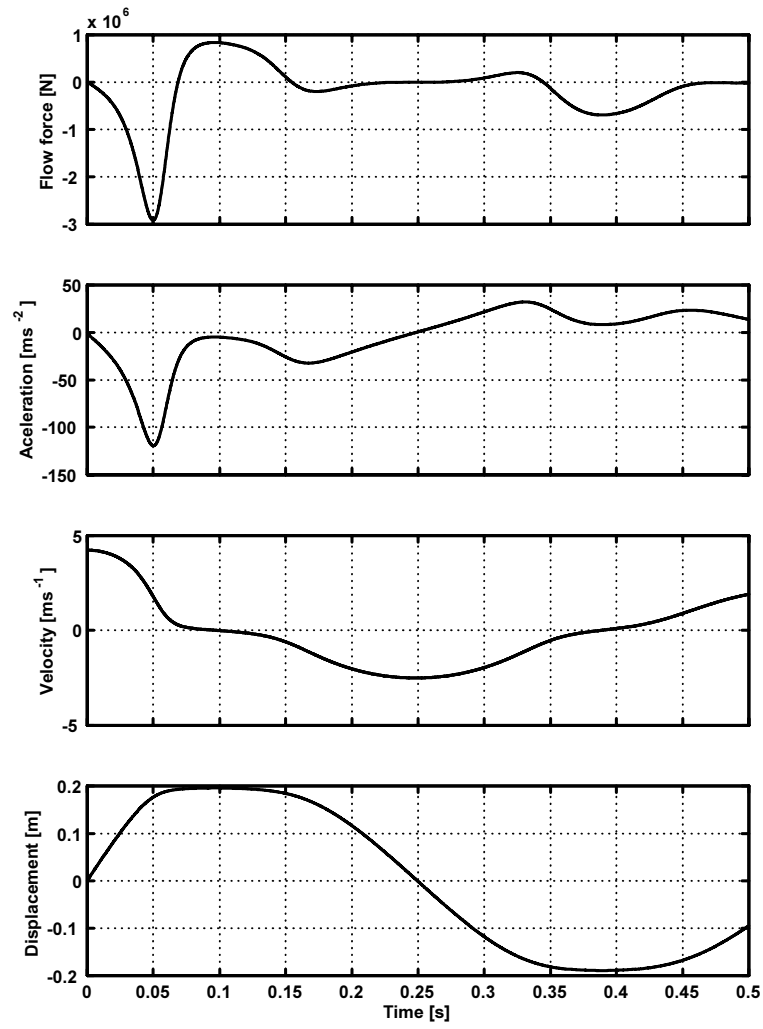 x 10 6
Flow force [N]
1
0
-1
-2
-3
Aceleration [ms -2 ]
50
0
-50
-100
-150
Velocity [ms -1 ]
5
0
-5
Displacement [m]
0.2
0.1
0
-0.1
-0.2
0 0.05 0.1 0.15 0.2 0.25 0.3 0.35 0.4 0.45 0.5
Time [s]